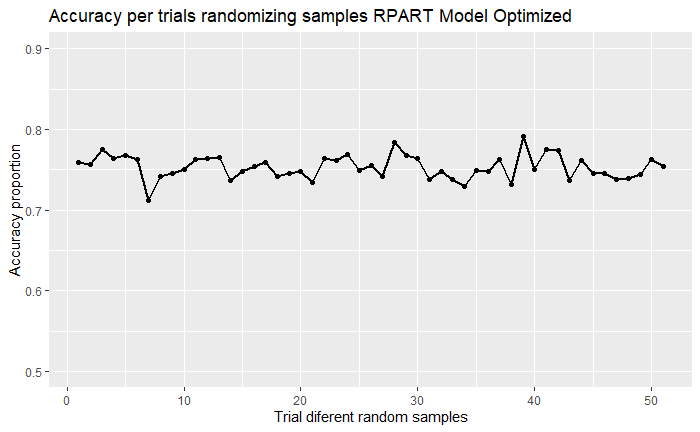 Accuracy per trials randomizing samples RPART Model Optimized
0.9
0.8
0.7
0.6
0.5
Accuracy proportion
0 10 20 30 40 50
Trial diferent random samples